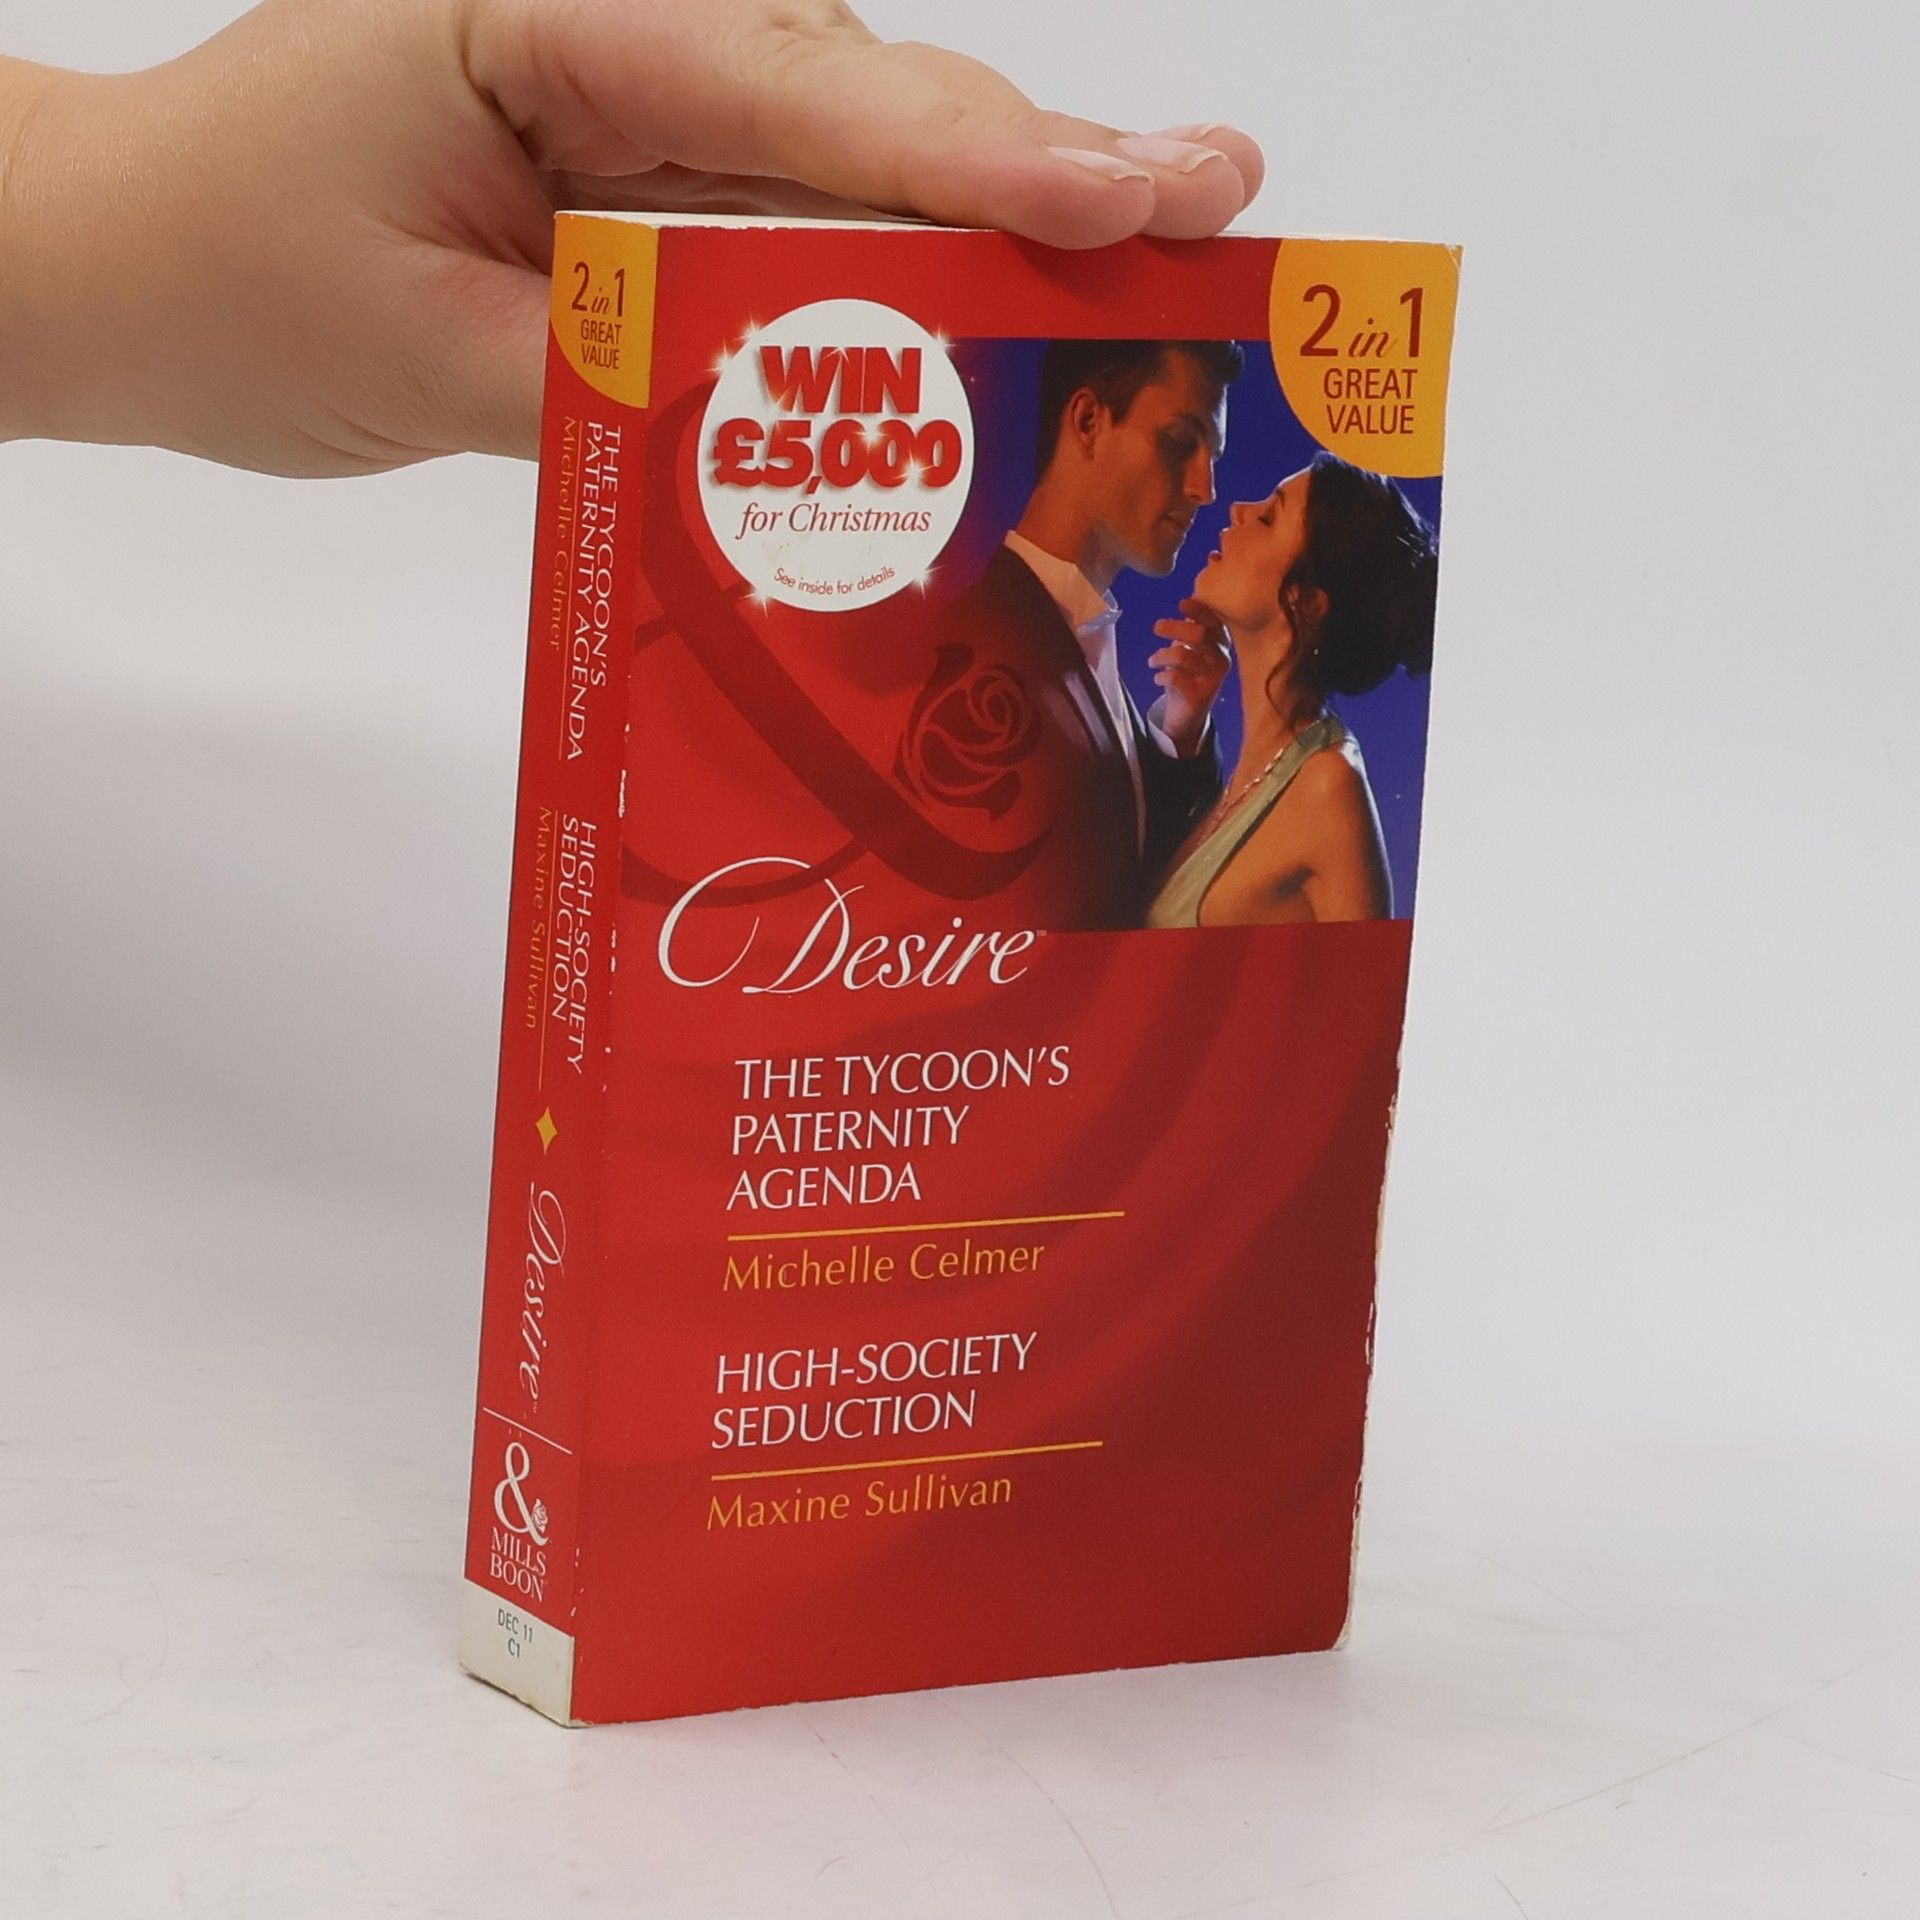 2 in 1
GREAT
VALUE
THE TYCOON'S
PATERNITY AGENDA
Michelle Celmer
HIGH-SOCIETY
SEDUCTION
Maxine Sullivan
Desire™
&
MILLS
BOON®
DEC 11
C1
WIN
£5,000
for Christmas
See inside for details
2 in 1
GREAT
VALUE
Desire™
THE TYCOON'S
PATERNITY
AGENDA
Michelle Celmer
HIGH-SOCIETY
SEDUCTION
Maxine Sullivan